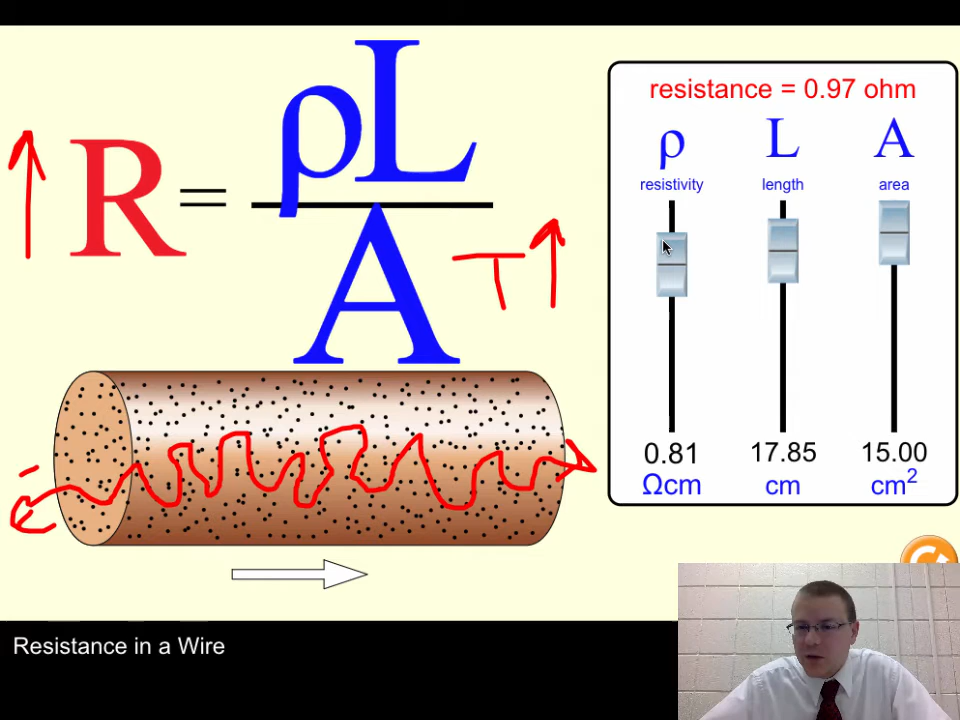 R = ρL
A
T
resistance = 0.97 ohm
ρ L A
resistivity length area
0.81 17.85 15.00
Ωcm cm cm²
Resistance in a Wire